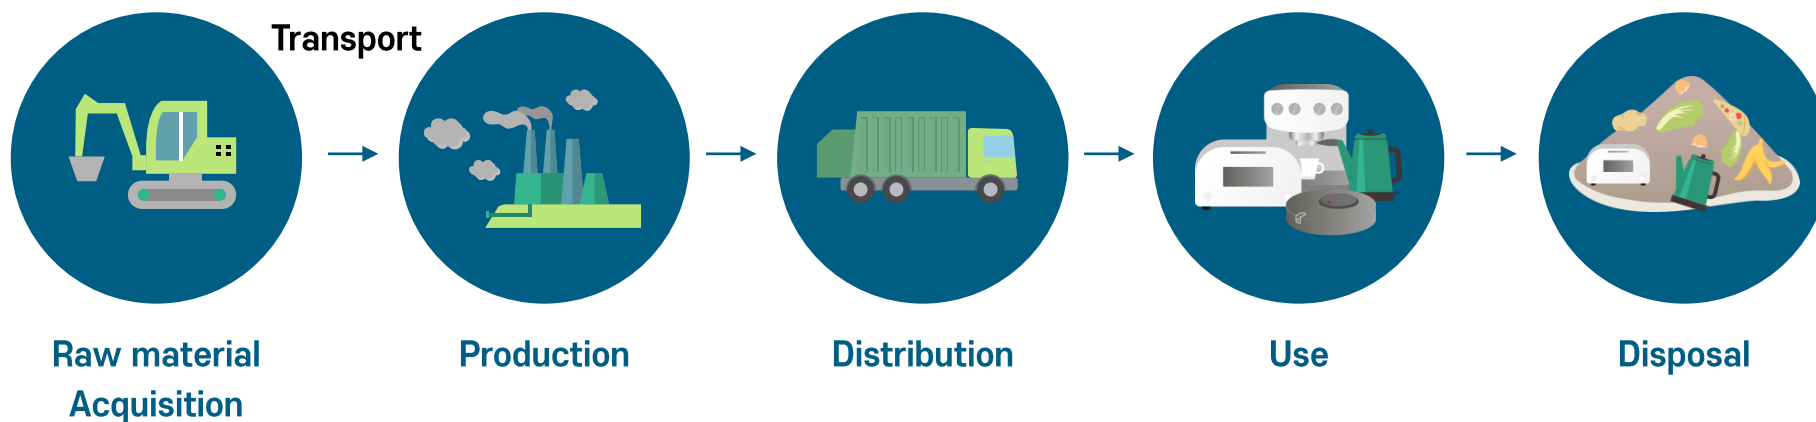 Transport
Raw material
Acquisition
Production
Distribution
Use
Disposal